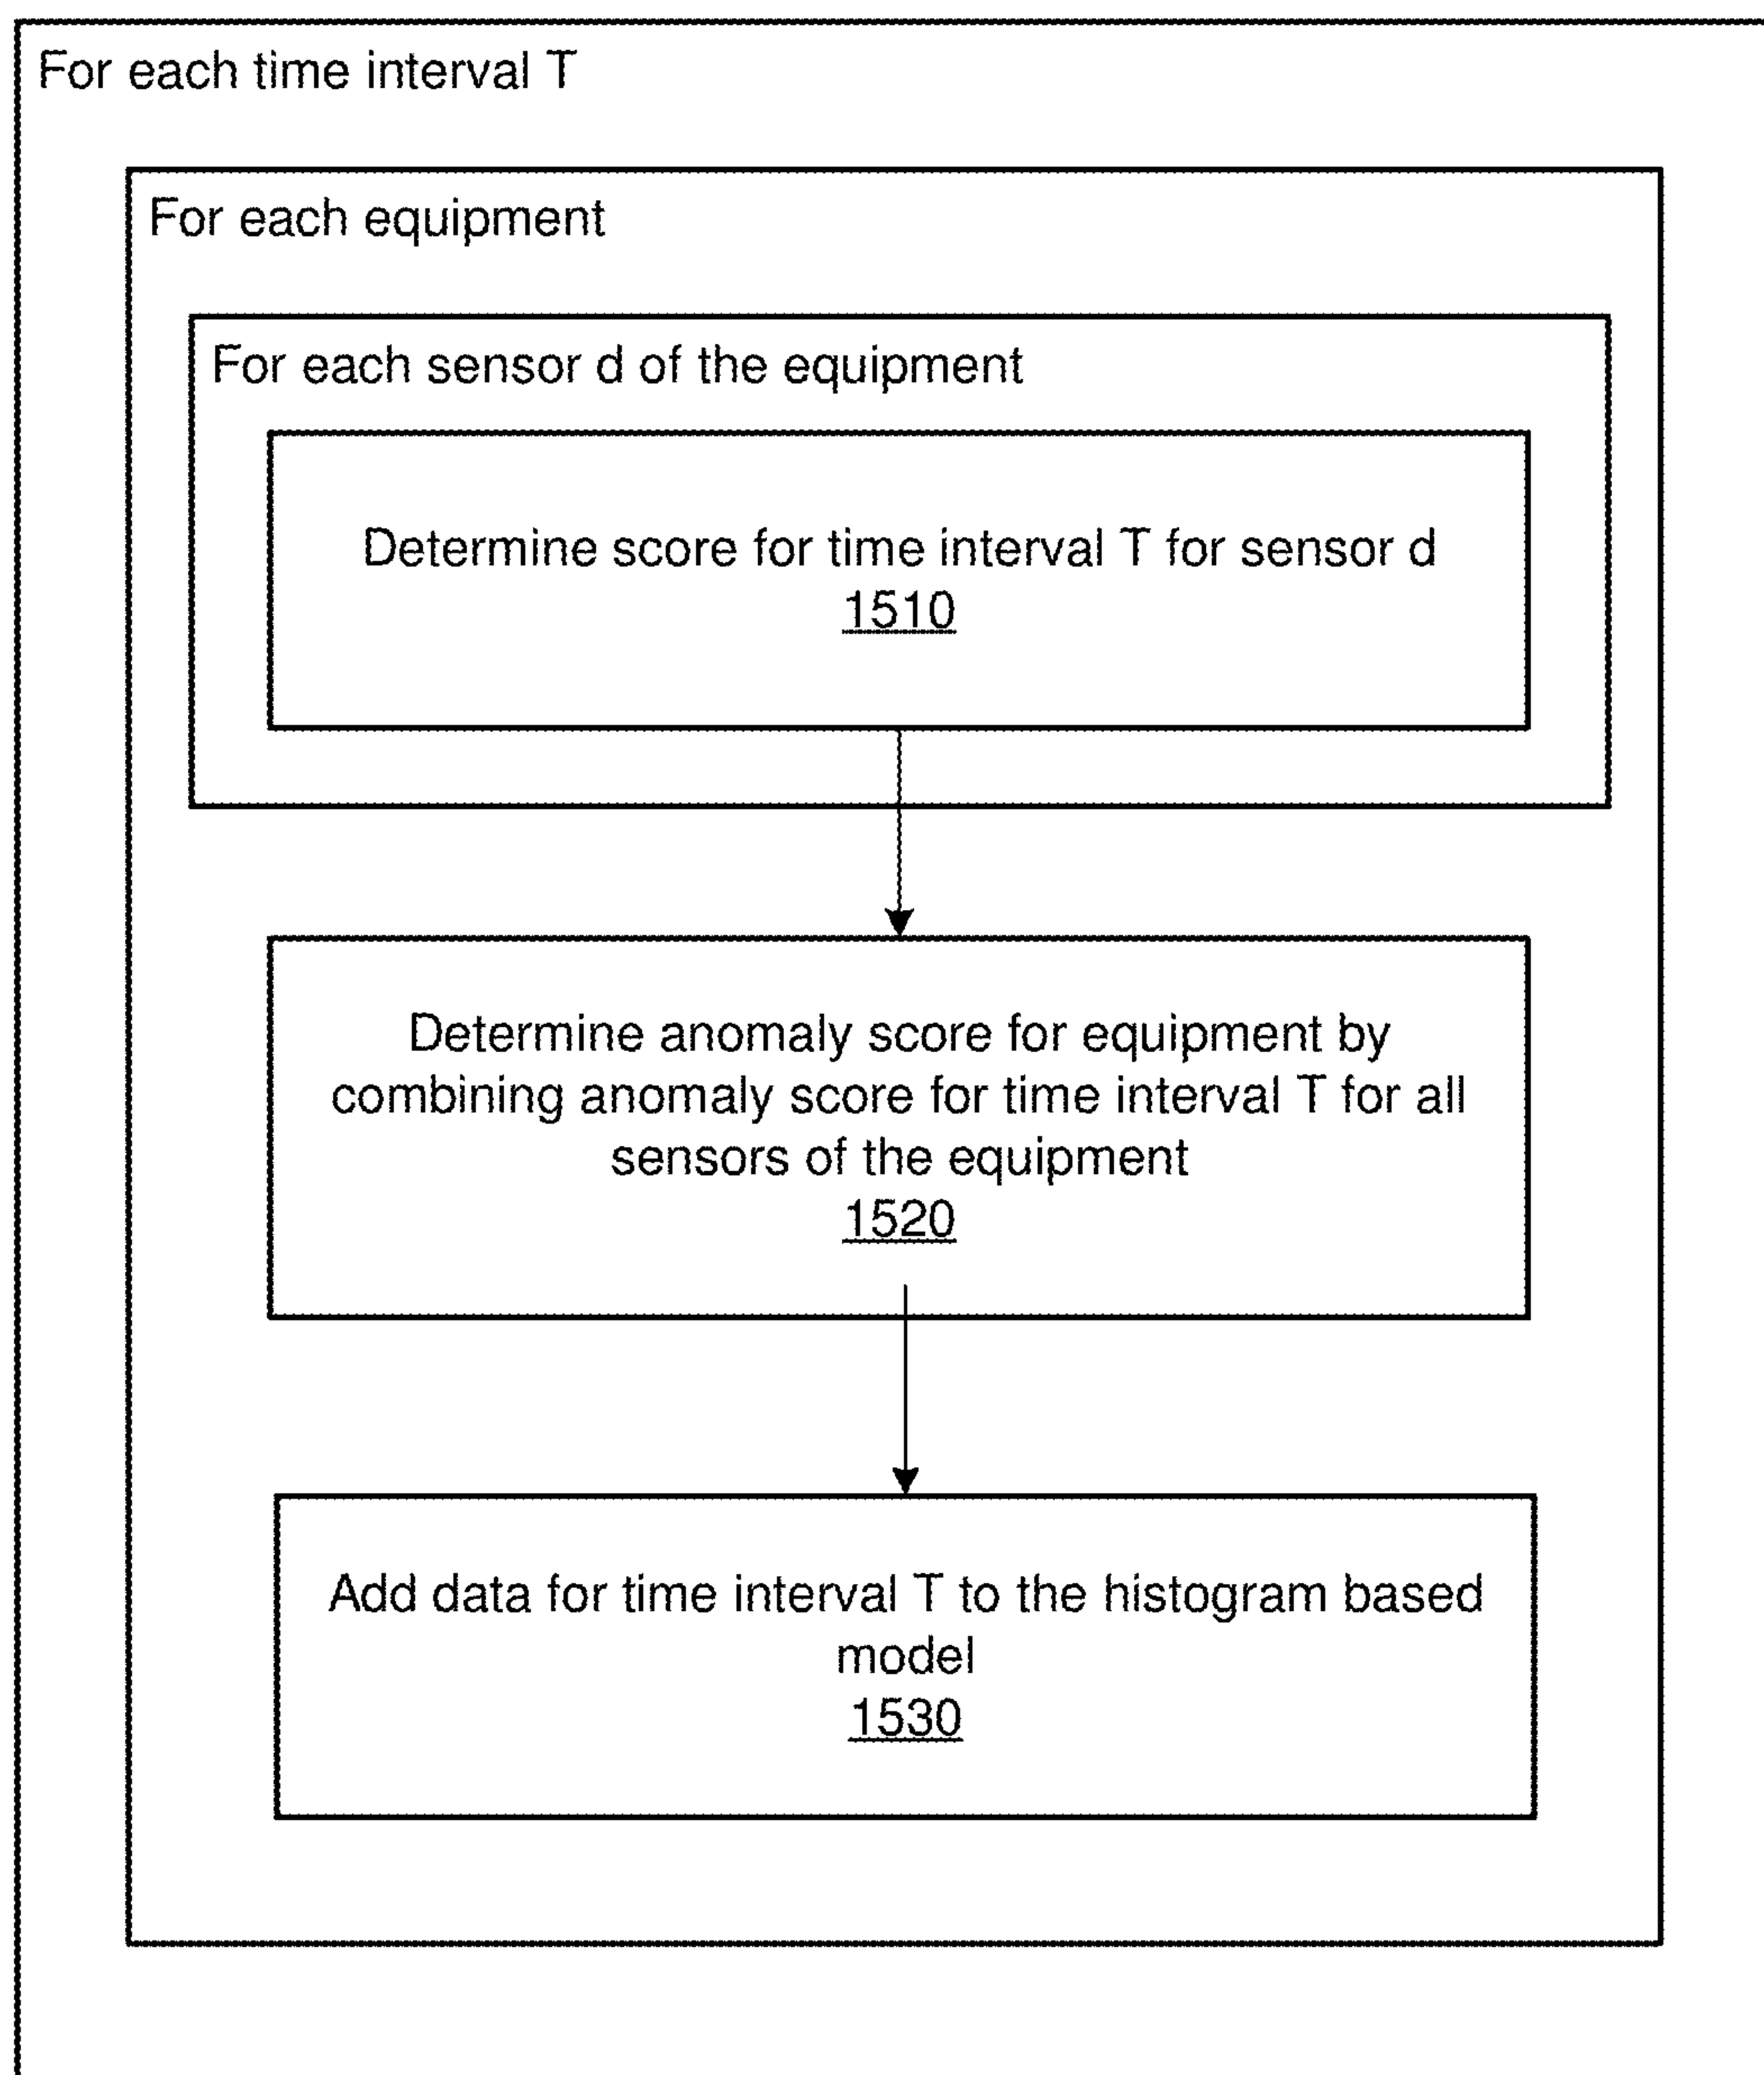 For each time interval T
For each equipment
For each sensor d of the equipment
Determine score for time interval T for sensor d
1510
Determine anomaly score for equipment by
combining anomaly score for time interval T for all
sensors of the equipment
1520
Add data for time interval T to the histogram based
model
1530